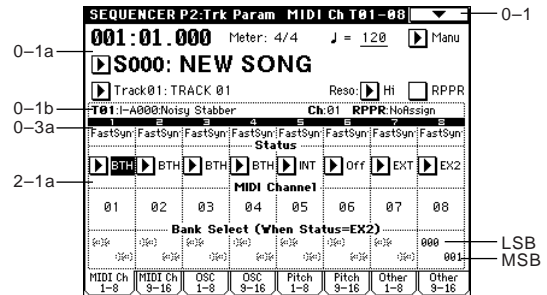 SEQUENCER P2:Trk Param MIDI Ch T01-08
0–1
001:01.000 Meter: 4/4 ♩ = 120 Manu
0–1a
S000: NEW SONG
Track01: TRACK 01 Reso: Hi RPPR
0–1b
T01:I-A000:Noisy Stabber Ch:01 RPPR:NoAssign
1 2 3 4 5 6 7 8
0–3a
FastSyn FastSyn FastSyn FastSyn FastSyn FastSyn FastSyn FastSyn
Status
BTH BTH BTH BTH INT Off EXT EX2
2–1a
MIDI Channel
01 02 03 04 05 06 07 08
Bank Select (When Status=EX2)
000
LSB
001
MSB
MIDI Ch 1-8 MIDI Ch 9-16 OSC 1-8 OSC 9-16 Pitch 1-8 Pitch 9-16 Other 1-8 Other 9-16